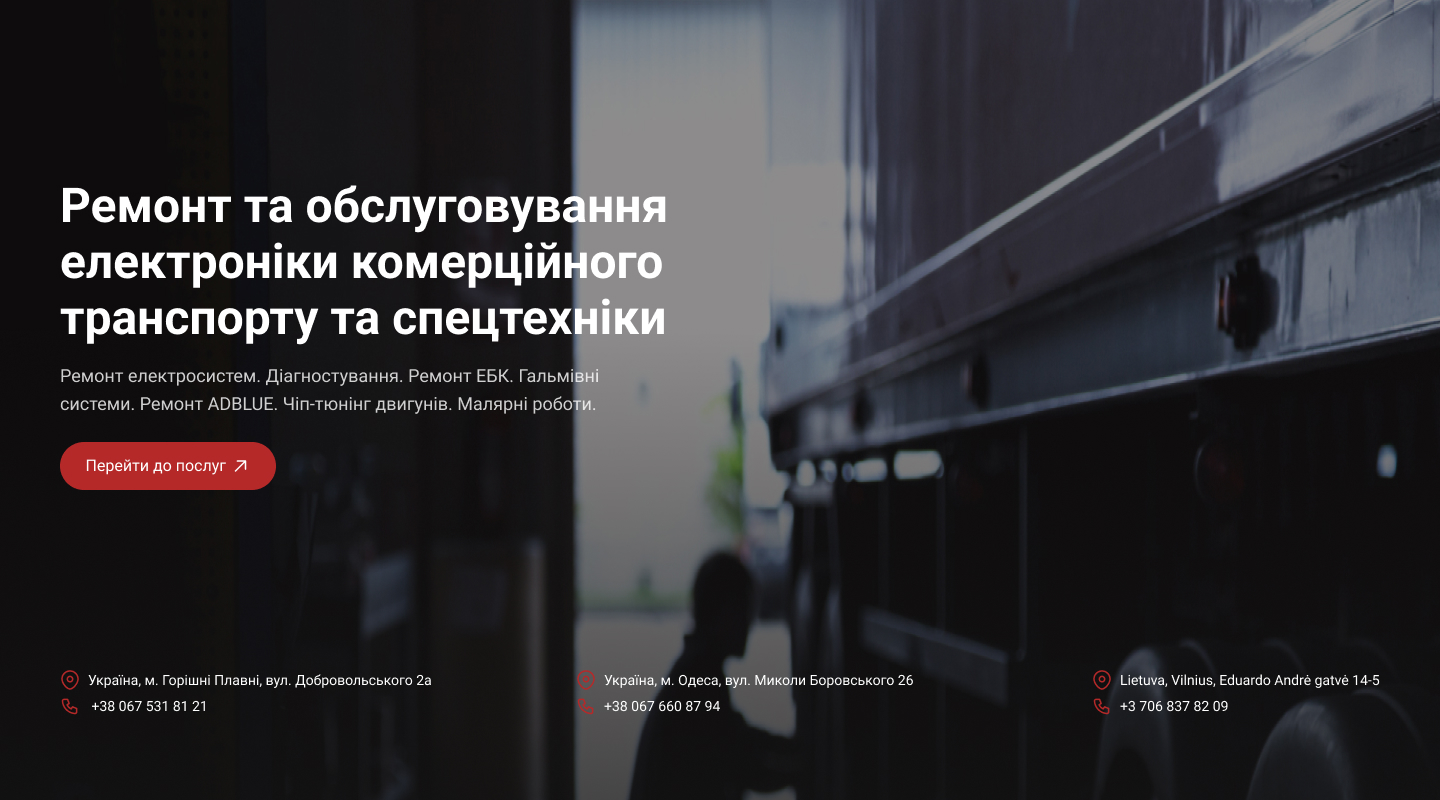 Ремонт та обслуговування
електроніки комерційного
транспорту та спецтехніки
Ремонт електросистем. Діагностування. Ремонт ЕБК. Гальмівні
системи. Ремонт ADBLUE. Чіп-тюнінг двигунів. Малярні роботи.
Перейти до послуг
Україна, м. Горішні Плавні, вул. Добровольського 2а
+38 067 531 81 21
Україна, м. Одеса, вул. Миколи Боровського 26
+38 067 660 87 94
Lietuva, Vilnius, Eduardo Andrė gatvė 14-5
+3 706 837 82 09